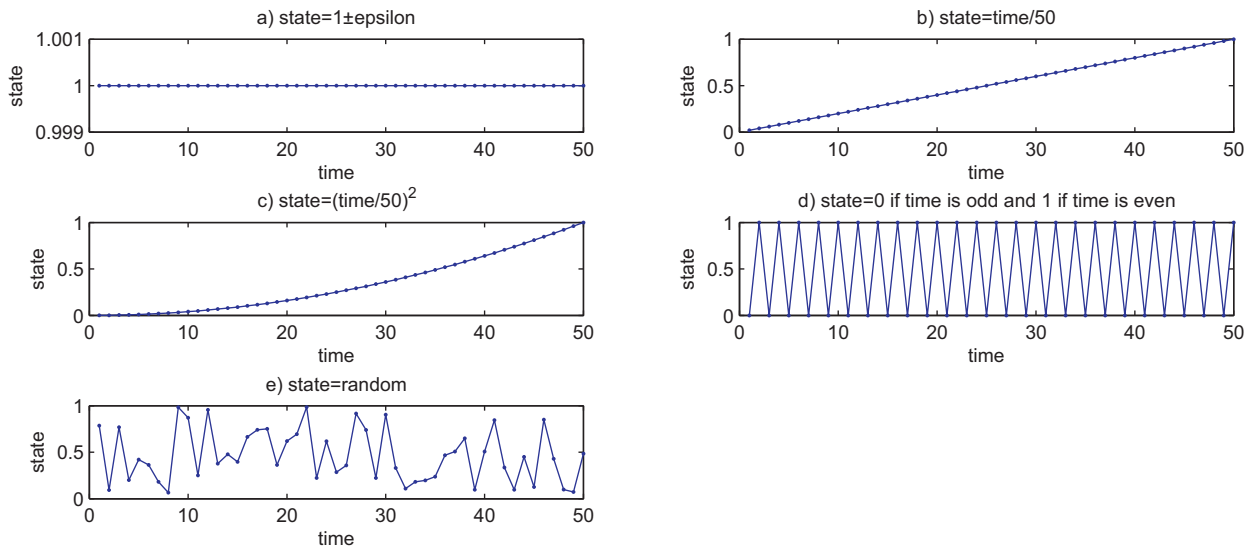 a) state=1±epsilon
1.001
1
0.999
state
0 10 20 30 40 50
time
b) state=time/50
1
0.5
0
state
0 10 20 30 40 50
time
c) state=(time/50)²
1
0.5
0
state
0 10 20 30 40 50
time
d) state=0 if time is odd and 1 if time is even
1
0.5
0
state
0 10 20 30 40 50
time
e) state=random
1
0.5
0
state
0 10 20 30 40 50
time